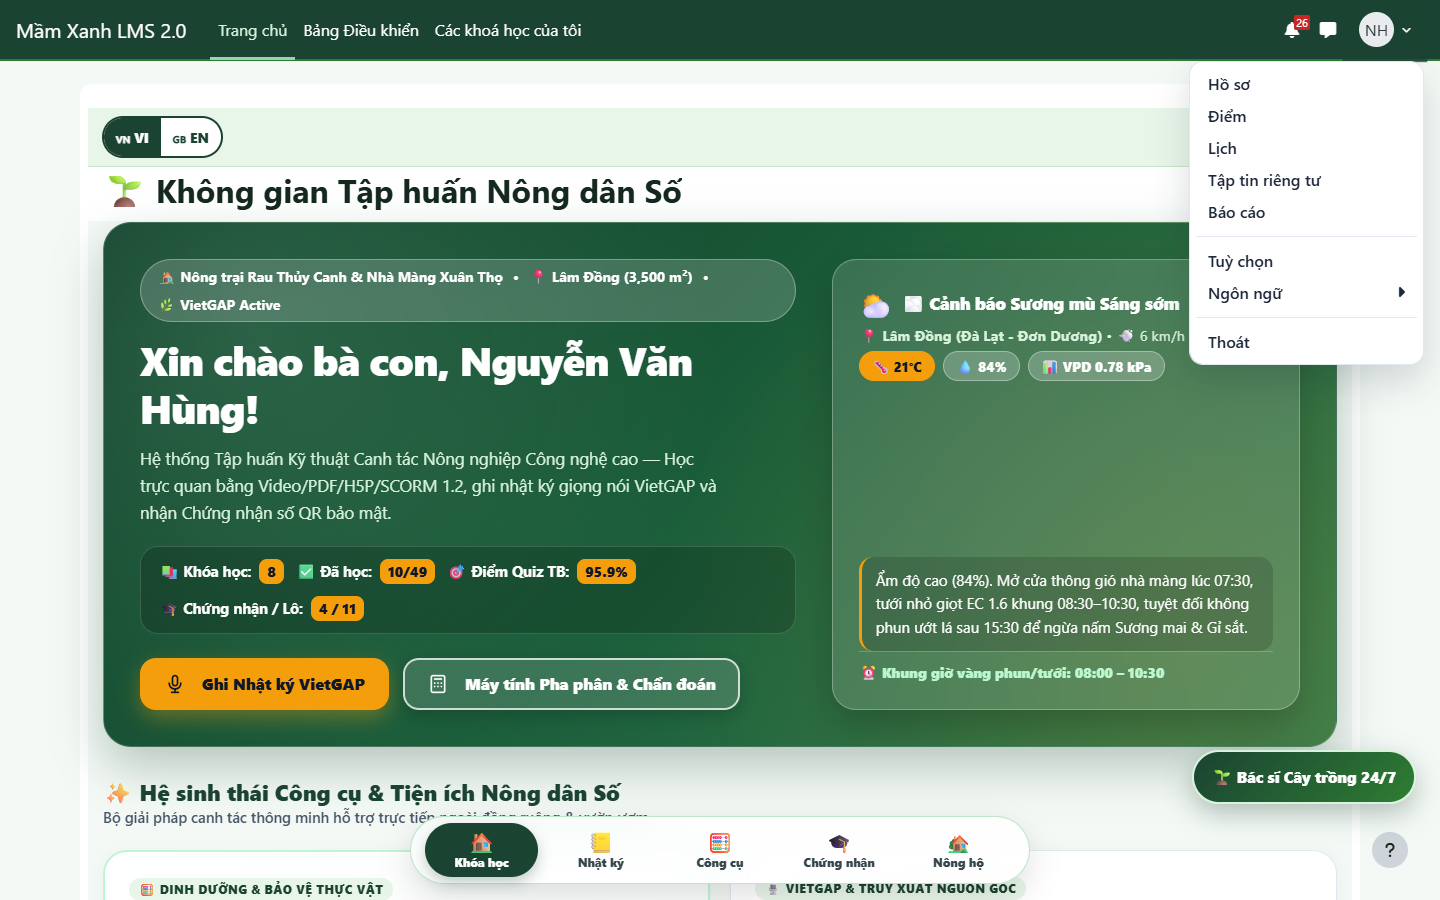 Mầm Xanh LMS 2.0
Trang chủ
Bảng Điều khiển
Các khoá học của tôi
26
NH
Hồ sơ
Điểm
Lịch
Tập tin riêng tư
Báo cáo
Tuỳ chọn
Ngôn ngữ
Thoát
VN VI
GB EN
Không gian Tập huấn Nông dân Số
Nông trại Rau Thủy Canh & Nhà Màng Xuân Thọ • Lâm Đồng (3,500 m²) •
VietGAP Active
Xin chào bà con, Nguyễn Văn
Hùng!
Hệ thống Tập huấn Kỹ thuật Canh tác Nông nghiệp Công nghệ cao — Học
trực quan bằng Video/PDF/H5P/SCORM 1.2, ghi nhật ký giọng nói VietGAP và
nhận Chứng nhận số QR bảo mật.
Khóa học: 8 Đã học: 10/49 Điểm Quiz TB: 95.9%
Chứng nhận / Lô: 4 / 11
Ghi Nhật ký VietGAP
Máy tính Pha phân & Chẩn đoán
Cảnh báo Sương mù Sáng sớm
Lâm Đồng (Đà Lạt - Đơn Dương) • 6 km/h
21°C
84%
VPD 0.78 kPa
Ẩm độ cao (84%). Mở cửa thông gió nhà màng lúc 07:30,
tưới nhỏ giọt EC 1.6 khung 08:30–10:30, tuyệt đối không
phun ướt lá sau 15:30 để ngừa nấm Sương mai & Gỉ sắt.
Khung giờ vàng phun/tưới: 08:00 – 10:30
Bác sĩ Cây trồng 24/7
Hệ sinh thái Công cụ & Tiện ích Nông dân Số
Bộ giải pháp canh tác thông minh hỗ trợ trực tiếp ngoài đồng ruộng & vườn ươm
Khóa học
Nhật ký
Công cụ
Chứng nhận
Nông hộ
?
DINH DƯỠNG & BẢO VỆ THỰC VẬT
VIETGAP & TRUY XUẤT NGUỒN GỐC